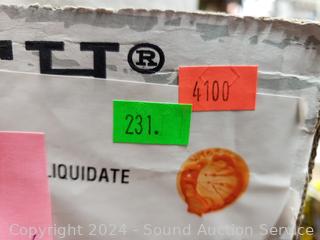 ®
4100
231.
LIQUIDATE
Copyright 2024 - Sound Auction Service